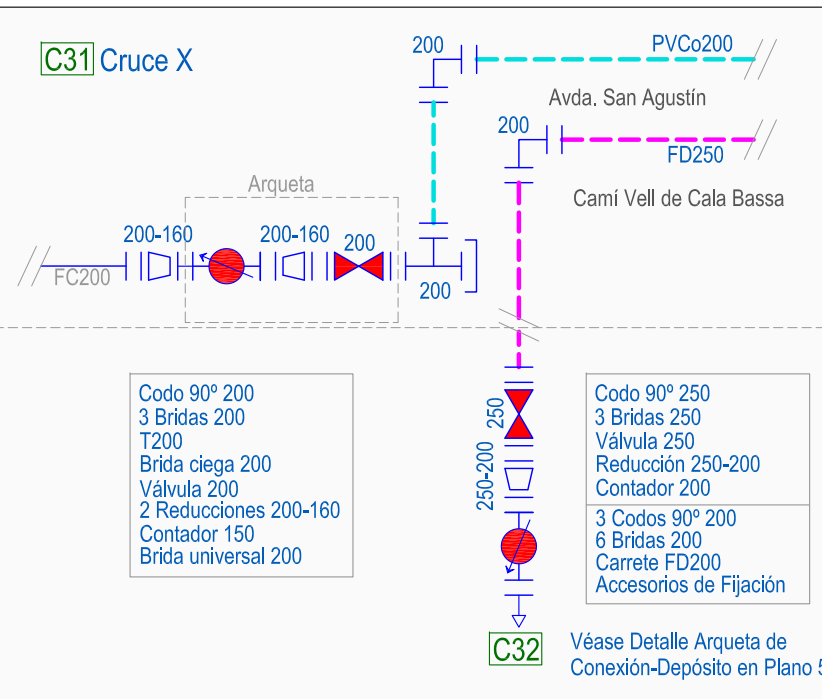 C31 Cruce X
200
PVCo200
Avda. San Agustín
200
FD250
Camí Vell de Cala Bassa
Arqueta
200-160
200-160
200
FC200
200
Codo 90º 200
3 Bridas 200
T200
Brida ciega 200
Válvula 200
2 Reducciones 200-160
Contador 150
Brida universal 200
250
250-200
Codo 90º 250
3 Bridas 250
Válvula 250
Reducción 250-200
Contador 200
3 Codos 90º 200
6 Bridas 200
Carrete FD200
Accesorios de Fijación
C32
Véase Detalle Arqueta de
Conexión-Depósito en Plano 5